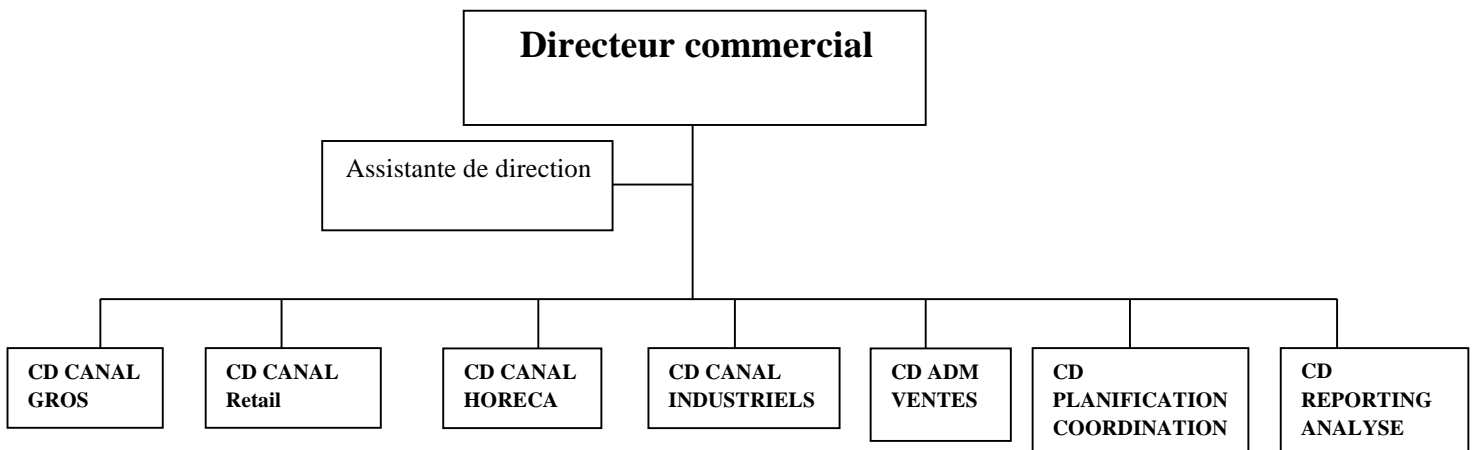 Directeur commercial
Assistante de direction
CD CANAL
GROS
CD CANAL
Retail
CD CANAL
HORECA
CD CANAL
INDUSTRIELS
CD ADM
VENTES
CD
PLANIFICATION
COORDINATION
CD
REPORTING
ANALYSE